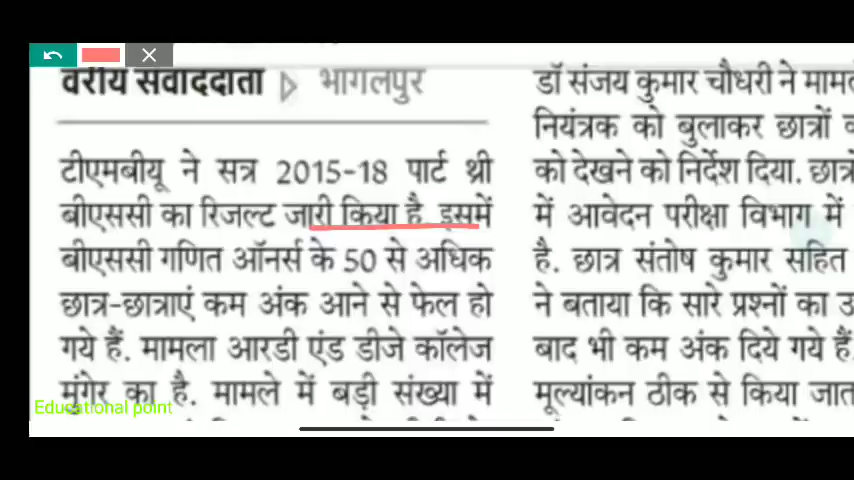 वरीय संवाददाता ▷ भागलपुर
टीएमबीयू ने सत्र 2015-18 पार्ट थ्री
बीएससी का रिजल्ट जारी किया है. इसमें
बीएससी गणित ऑनर्स के 50 से अधिक
छात्र-छात्राएं कम अंक आने से फेल हो
गये हैं. मामला आरडी एंड डीजे कॉलेज
मुंगेर का है. मामले में बड़ी संख्या में
डॉ संजय कुमार चौधरी ने
नियंत्रक को बुलाकर छात्रों
को देखने को निर्देश दिया.
में आवेदन परीक्षा विभाग में
है. छात्र संतोष कुमार सहित
ने बताया कि सारे प्रश्नों का
बाद भी कम अंक दिये गये हैं
मूल्यांकन ठीक से किया
Educational point